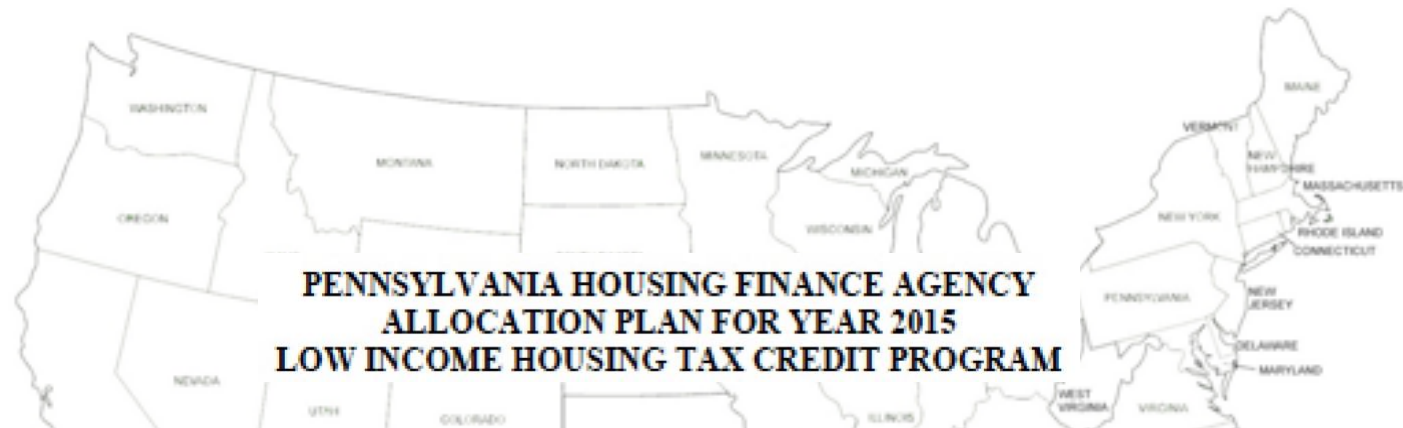 MAINE
WASHINGTON
VERMONT
MONTANA
NORTH DAKOTA
MINNESOTA
NEW
HAMPSHIRE
MICHIGAN
MASSACHUSETTS
OREGON
NEW YORK
WISCONSIN
RHODE ISLAND
CONNECTICUT
PENNSYLVANIA HOUSING FINANCE AGENCY
ALLOCATION PLAN FOR YEAR 2015
LOW INCOME HOUSING TAX CREDIT PROGRAM
PENNSYLVANIA
NEW
JERSEY
DELAWARE
MARYLAND
NEVADA
UTAH
COLORADO
ILLINOIS
WEST
VIRGINIA
VIRGINIA